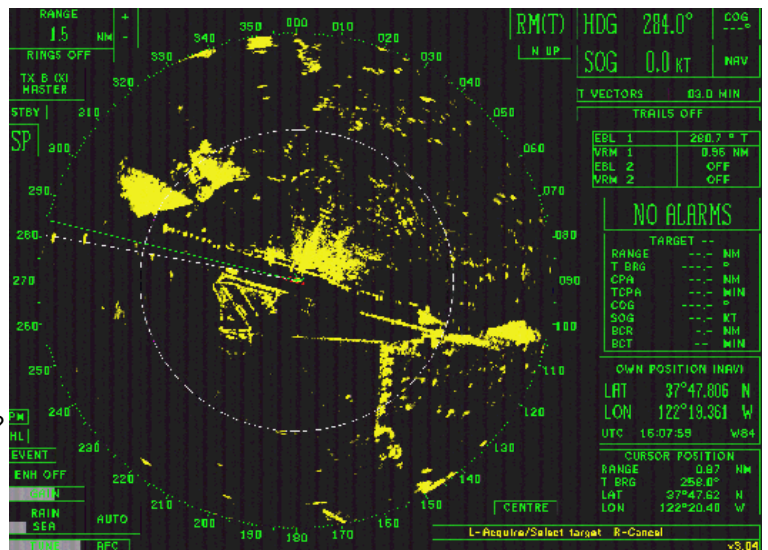 RANGE
1.5 NM
+
-
RINGS OFF
TX B (X)
MASTER
STBY
SP
RM(T)
N UP
HDG 284.0°
COG
---°
SOG 0.0 KT
NAV
T VECTORS 03.0 MIN
TRAILS OFF
EBL 1 280.7 ° T
VRM 1 0.95 NM
EBL 2 OFF
VRM 2 OFF
NO ALARMS
TARGET --
RANGE --.- NM
T BRG ---.- °
CPA --.- NM
TCPA --.- MIN
COG ---.- °
SOG --.- KT
BCR --.- NM
BCT -- MIN
OWN POSITION (NAV)
LAT 37°47.806 N
LON 122°19.361 W
UTC 16:07:59 W84
CURSOR POSITION
RANGE 0.87 NM
T BRG 258.0°
LAT 37°47.62 N
LON 122°20.40 W
000
010
020
030
040
050
060
070
080
090
100
110
120
130
140
150
160
170
180
190
200
210
220
230
240
250
260
270
280
290
300
310
320
330
340
350
PM
HL
EVENT
ENH OFF
GAIN
RAIN
SEA
AUTO
TUNE
AFC
CENTRE
L-Acquire/Select target R-Cancel
v3.04